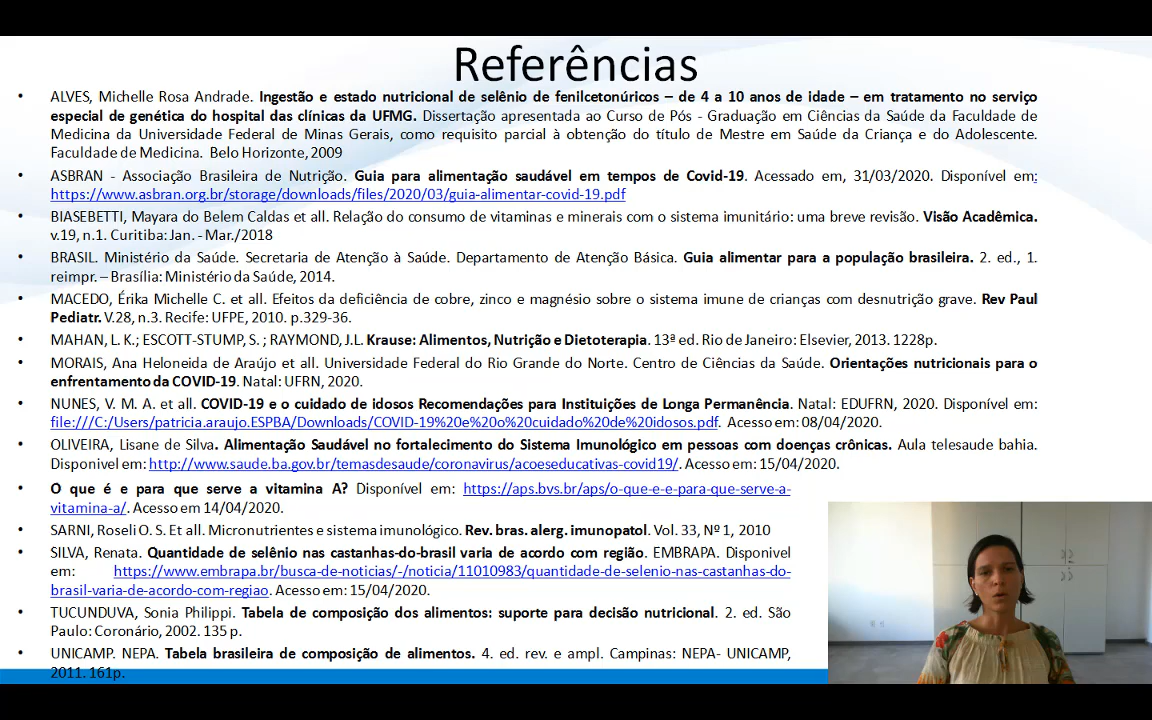 Referências
• ALVES, Michelle Rosa Andrade. Ingestão e estado nutricional de selênio de fenilcetonúricos – de 4 a 10 anos de idade – em tratamento no serviço
especial de genética do hospital das clínicas da UFMG. Dissertação apresentada ao Curso de Pós - Graduação em Ciências da Saúde da Faculdade de
Medicina da Universidade Federal de Minas Gerais, como requisito parcial à obtenção do título de Mestre em Saúde da Criança e do Adolescente.
Faculdade de Medicina. Belo Horizonte, 2009
• ASBRAN - Associação Brasileira de Nutrição. Guia para alimentação saudável em tempos de Covid-19. Acessado em, 31/03/2020. Disponível em:
https://www.asbran.org.br/storage/downloads/files/2020/03/guia-alimentar-covid-19.pdf
• BIASEBETTI, Mayara do Belem Caldas et all. Relação do consumo de vitaminas e minerais com o sistema imunitário: uma breve revisão. Visão Acadêmica.
v.19, n.1. Curitiba: Jan. - Mar./2018
• BRASIL. Ministério da Saúde. Secretaria de Atenção à Saúde. Departamento de Atenção Básica. Guia alimentar para a população brasileira. 2. ed., 1.
reimpr. – Brasília: Ministério da Saúde, 2014.
• MACEDO, Érika Michelle C. et all. Efeitos da deficiência de cobre, zinco e magnésio sobre o sistema imune de crianças com desnutrição grave. Rev Paul
Pediatr. V.28, n.3. Recife: UFPE, 2010. p.329-36.
• MAHAN, L. K.; ESCOTT-STUMP, S. ; RAYMOND, J.L. Krause: Alimentos, Nutrição e Dietoterapia. 13ª ed. Rio de Janeiro: Elsevier, 2013. 1228p.
• MORAIS, Ana Heloneida de Araújo et all. Universidade Federal do Rio Grande do Norte. Centro de Ciências da Saúde. Orientações nutricionais para o
enfrentamento da COVID-19. Natal: UFRN, 2020.
• NUNES, V. M. A. et all. COVID-19 e o cuidado de idosos Recomendações para Instituições de Longa Permanência. Natal: EDUFRN, 2020. Disponível em:
file:///C:/Users/patricia.araujo.ESPBA/Downloads/COVID-19%20e%20o%20cuidado%20de%20idosos.pdf. Acesso em: 08/04/2020.
• OLIVEIRA, Lisane de Silva. Alimentação Saudável no fortalecimento do Sistema Imunológico em pessoas com doenças crônicas. Aula telesaude bahia.
Disponivel em: http://www.saude.ba.gov.br/temasdesaude/coronavirus/acoeseducativas-covid19/. Acesso em: 15/04/2020.
• O que é e para que serve a vitamina A? Disponível em: https://aps.bvs.br/aps/o-que-e-e-para-que-serve-a-
vitamina-a/. Acesso em 14/04/2020.
• SARNI, Roseli O. S. Et all. Micronutrientes e sistema imunológico. Rev. bras. alerg. imunopatol. Vol. 33, Nº 1, 2010
• SILVA, Renata. Quantidade de selênio nas castanhas-do-brasil varia de acordo com região. EMBRAPA. Disponivel
em: https://www.embrapa.br/busca-de-noticias/-/noticia/11010983/quantidade-de-selenio-nas-castanhas-do-
brasil-varia-de-acordo-com-regiao. Acesso em: 15/04/2020.
• TUCUNDUVA, Sonia Philippi. Tabela de composição dos alimentos: suporte para decisão nutricional. 2. ed. São
Paulo: Coronário, 2002. 135 p.
• UNICAMP. NEPA. Tabela brasileira de composição de alimentos. 4. ed. rev. e ampl. Campinas: NEPA- UNICAMP,
2011. 161p.